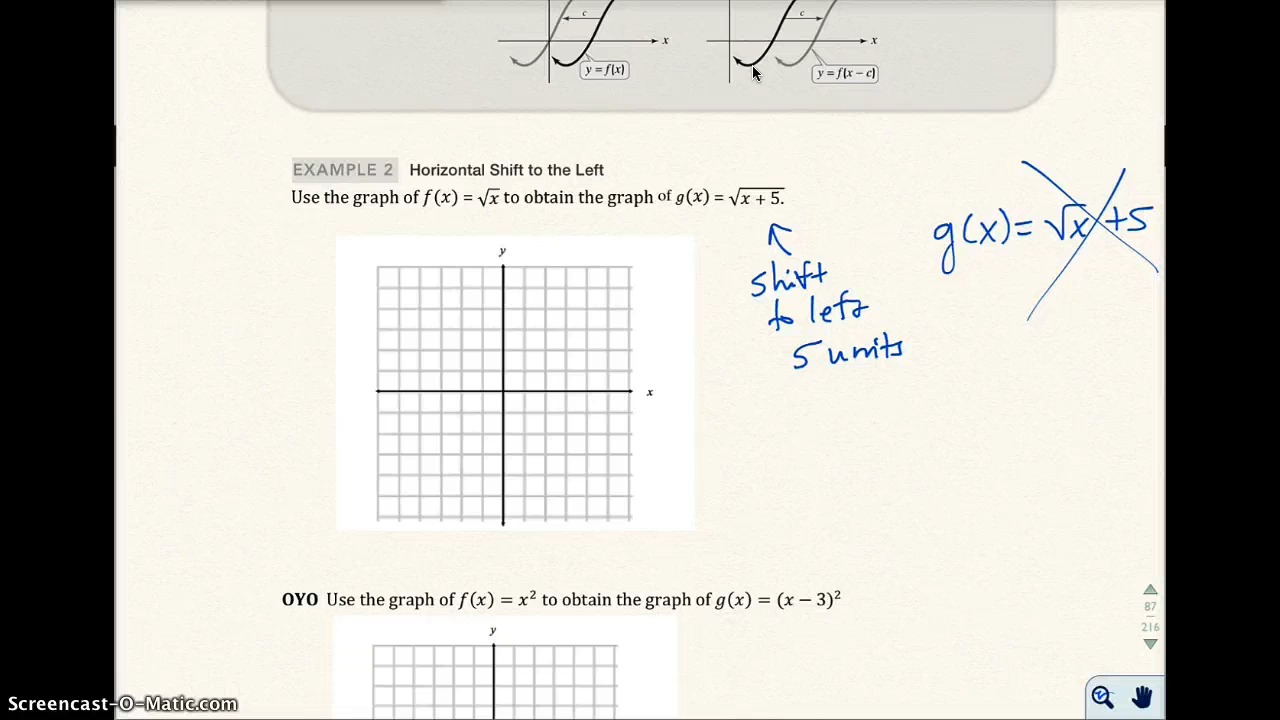 c
c
x
x
y = f(x)
y = f(x – c)
EXAMPLE 2 Horizontal Shift to the Left
Use the graph of f(x) = √x to obtain the graph of g(x) = √x + 5.
g(x) = √x + 5
y
shift
to left
5 units
x
OYO Use the graph of f(x) = x² to obtain the graph of g(x) = (x − 3)²
87
216
y
Screencast-O-Matic.com